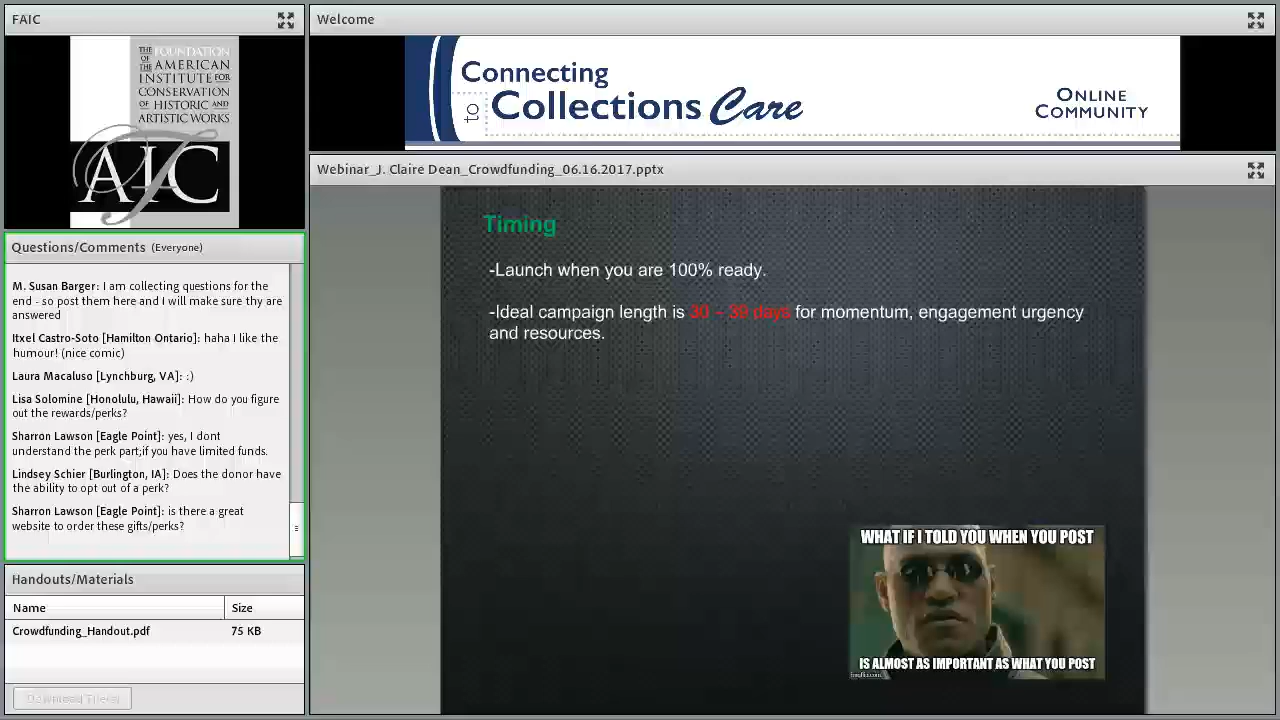 FAIC
THE FOUNDATION
OF THE AMERICAN
INSTITUTE FOR
CONSERVATION
OF HISTORIC AND
ARTISTIC WORKS
FAIC
Questions/Comments (Everyone)
M. Susan Barger: I am collecting questions for the
end - so post them here and I will make sure thy are
answered
Itxel Castro-Soto [Hamilton Ontario]: haha I like the
humour! (nice comic)
Laura Macaluso [Lynchburg, VA]: :)
Lisa Solomine [Honolulu, Hawaii]: How do you figure
out the rewards/perks?
Sharron Lawson [Eagle Point]: yes, I dont
understand the perk part,if you have limited funds.
Lindsey Schier [Burlington, IA]: Does the donor have
the ability to opt out of a perk?
Sharron Lawson [Eagle Point]: is there a great
website to order these gifts/perks?
Handouts/Materials
Name Size
Crowdfunding_Handout.pdf 75 KB
Download File(s)
Welcome
Connecting
to Collections Care
ONLINE
COMMUNITY
Webinar_J. Claire Dean_Crowdfunding_06.16.2017.pptx
Timing
-Launch when you are 100% ready.
-Ideal campaign length is 30 – 39 days for momentum, engagement urgency
and resources.
WHAT IF I TOLD YOU WHEN YOU POST
IS ALMOST AS IMPORTANT AS WHAT YOU POST
imgflip.com